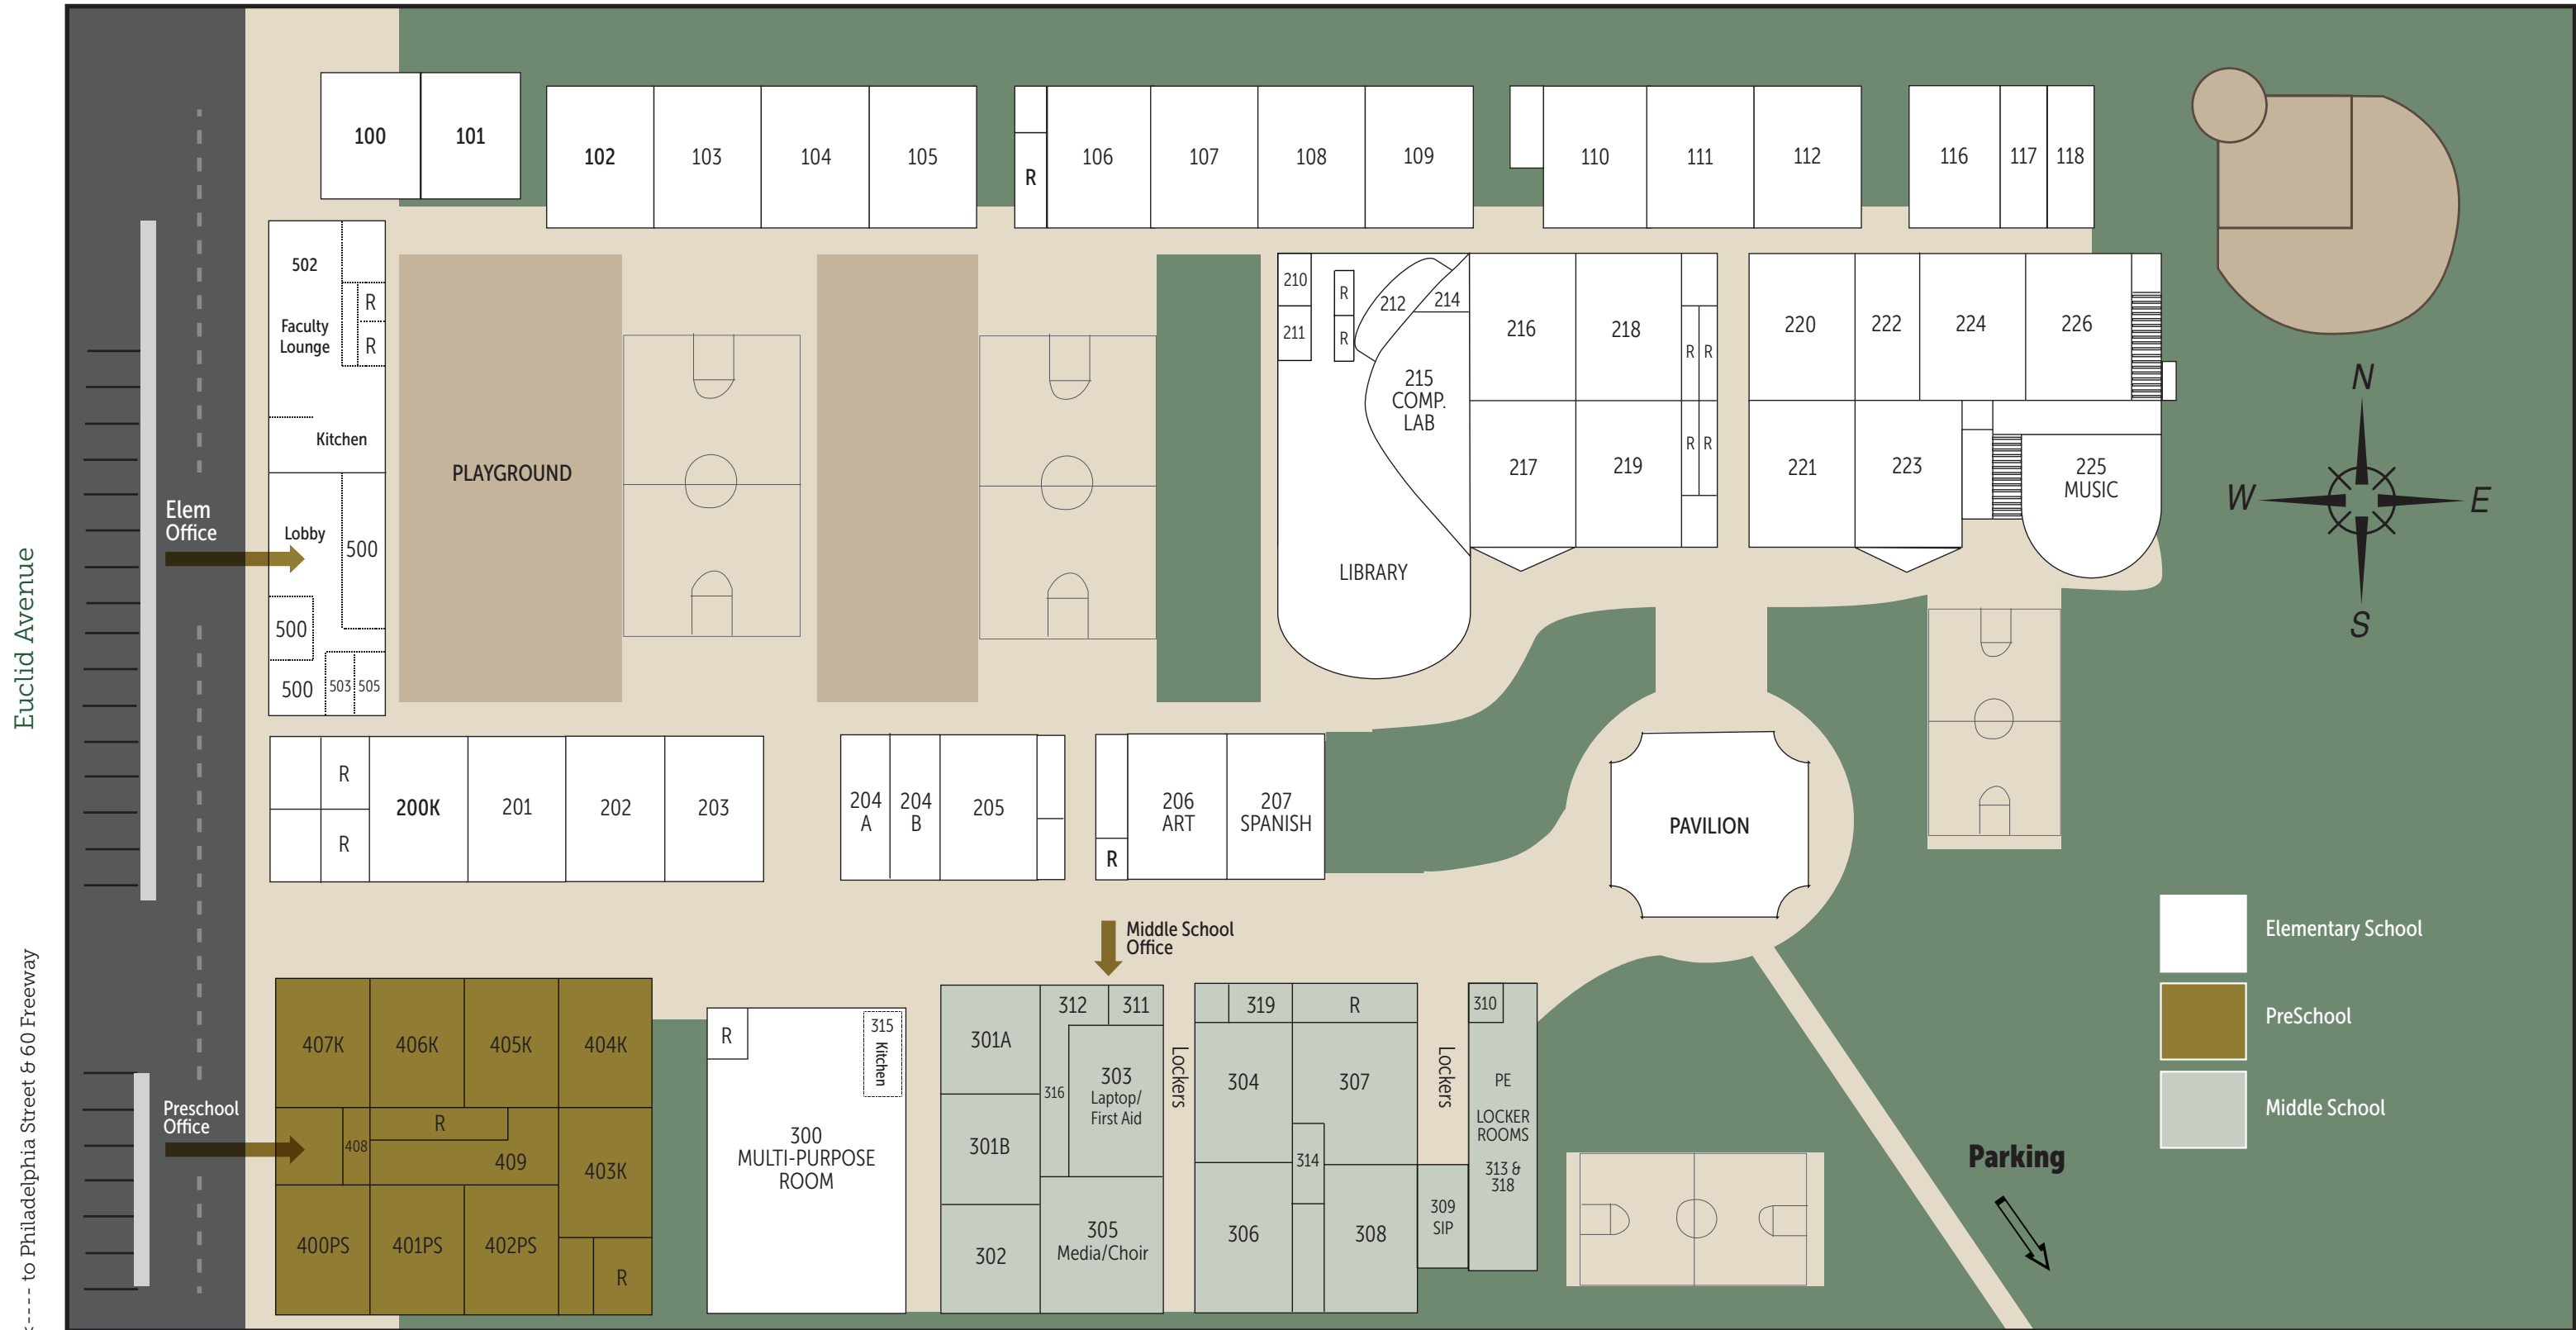 100
101
102
103
104
105
R
106
107
108
109
110
111
112
116
117
118
502
R
Faculty
Lounge
R
Kitchen
Lobby
500
500
500
503
505
Elem
Office
PLAYGROUND
210
211
R
R
212
214
215
COMP.
LAB
LIBRARY
216
218
217
219
R
R
R
R
220
222
224
226
221
223
225
MUSIC
N
W
E
S
Euclid Avenue
R
R
200K
201
202
203
204
A
204
B
205
R
206
ART
207
SPANISH
PAVILION
Middle School
Office
Elementary School
PreSchool
Middle School
<---- to Philadelphia Street & 60 Freeway
Preschool
Office
407K
406K
405K
404K
408
R
409
403K
400PS
401PS
402PS
R
R
315
Kitchen
300
MULTI-PURPOSE
ROOM
301A
301B
302
312
311
316
303
Laptop/
First Aid
305
Media/Choir
Lockers
319
R
304
307
314
306
308
Lockers
309
SIP
310
PE
LOCKER
ROOMS
313 &
318
Parking